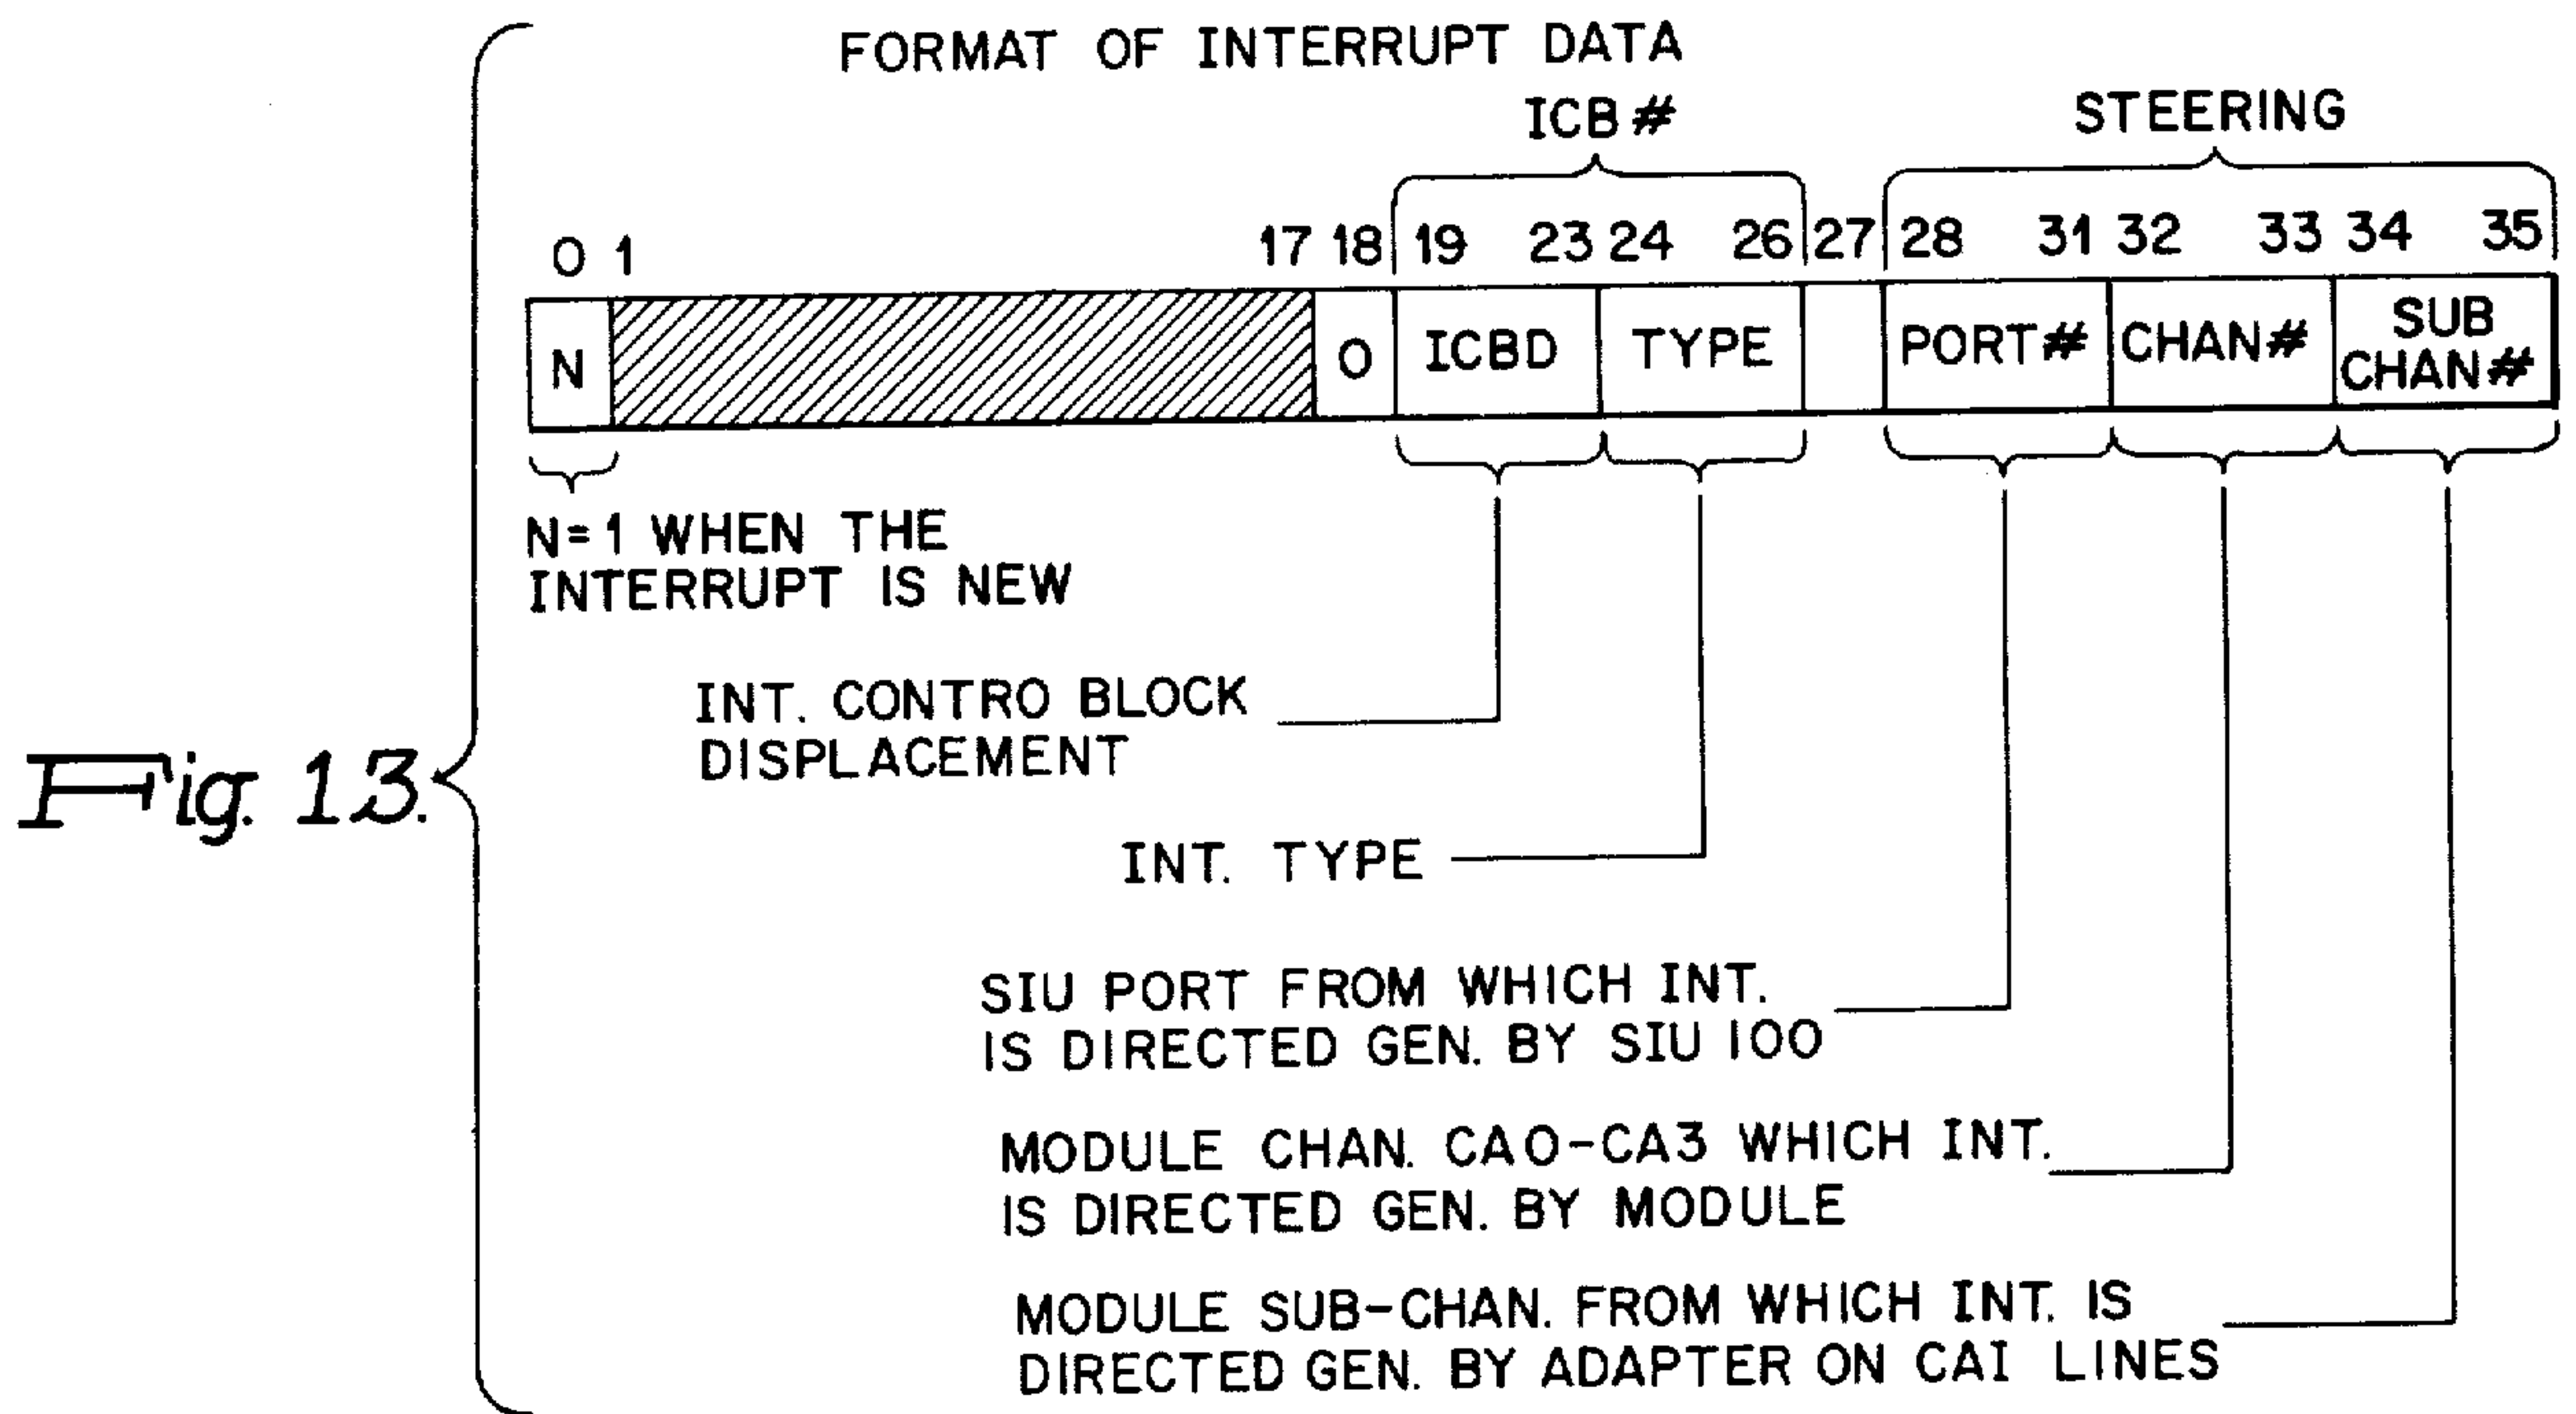 FORMAT OF INTERRUPT DATA
ICB#
STEERING
0 1 17 18 19 23 24 26 27 28 31 32 33 34 35
N 0 ICBD TYPE PORT# CHAN# SUB
CHAN#
N=1 WHEN THE
INTERRUPT IS NEW
INT. CONTRO BLOCK
DISPLACEMENT
Fig. 13.
INT. TYPE
SIU PORT FROM WHICH INT.
IS DIRECTED GEN. BY SIU 100
MODULE CHAN. CA0-CA3 WHICH INT.
IS DIRECTED GEN. BY MODULE
MODULE SUB-CHAN. FROM WHICH INT. IS
DIRECTED GEN. BY ADAPTER ON CAI LINES